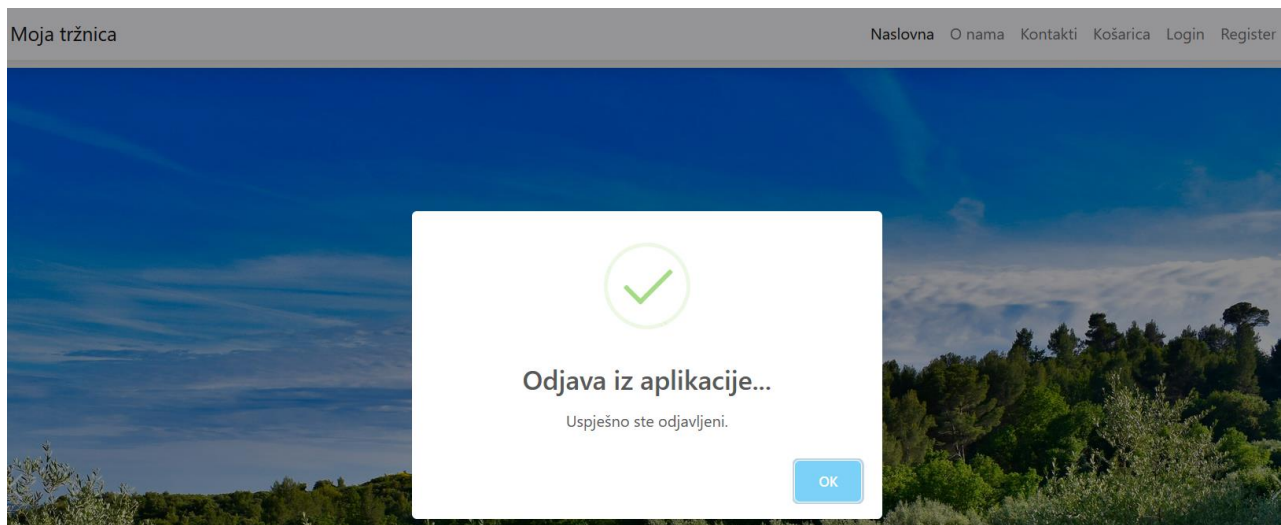 Moja tržnica
Naslovna O nama Kontakti Košarica Login Register
Odjava iz aplikacije...
Uspješno ste odjavljeni.
OK